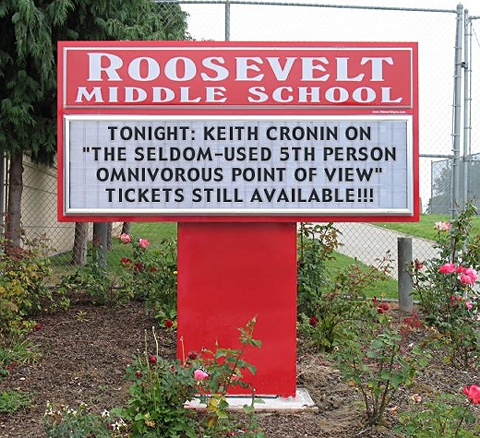 ROOSEVELT
MIDDLE SCHOOL
TONIGHT: KEITH CRONIN ON
"THE SELDOM-USED 5TH PERSON
OMNIVOROUS POINT OF VIEW"
TICKETS STILL AVAILABLE!!!